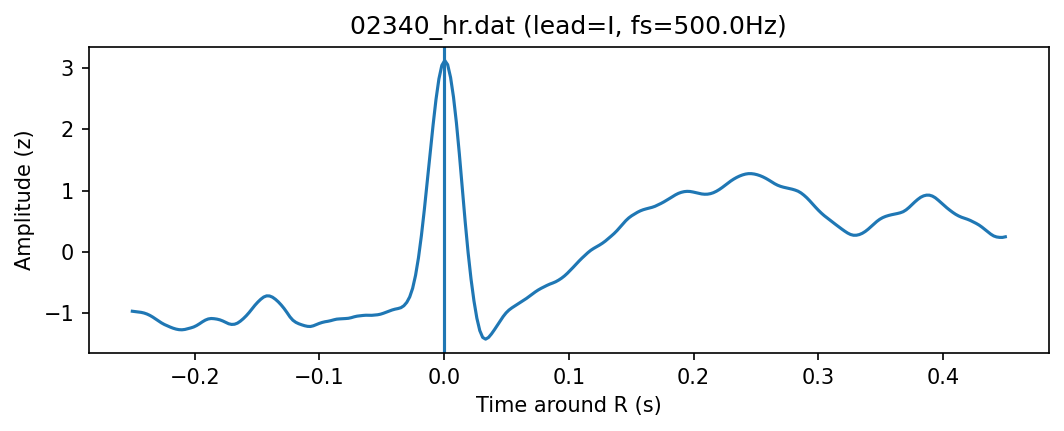 02340_hr.dat (lead=I, fs=500.0Hz)
Amplitude (z)
3
2
1
0
−1
−0.2 −0.1 0.0 0.1 0.2 0.3 0.4
Time around R (s)